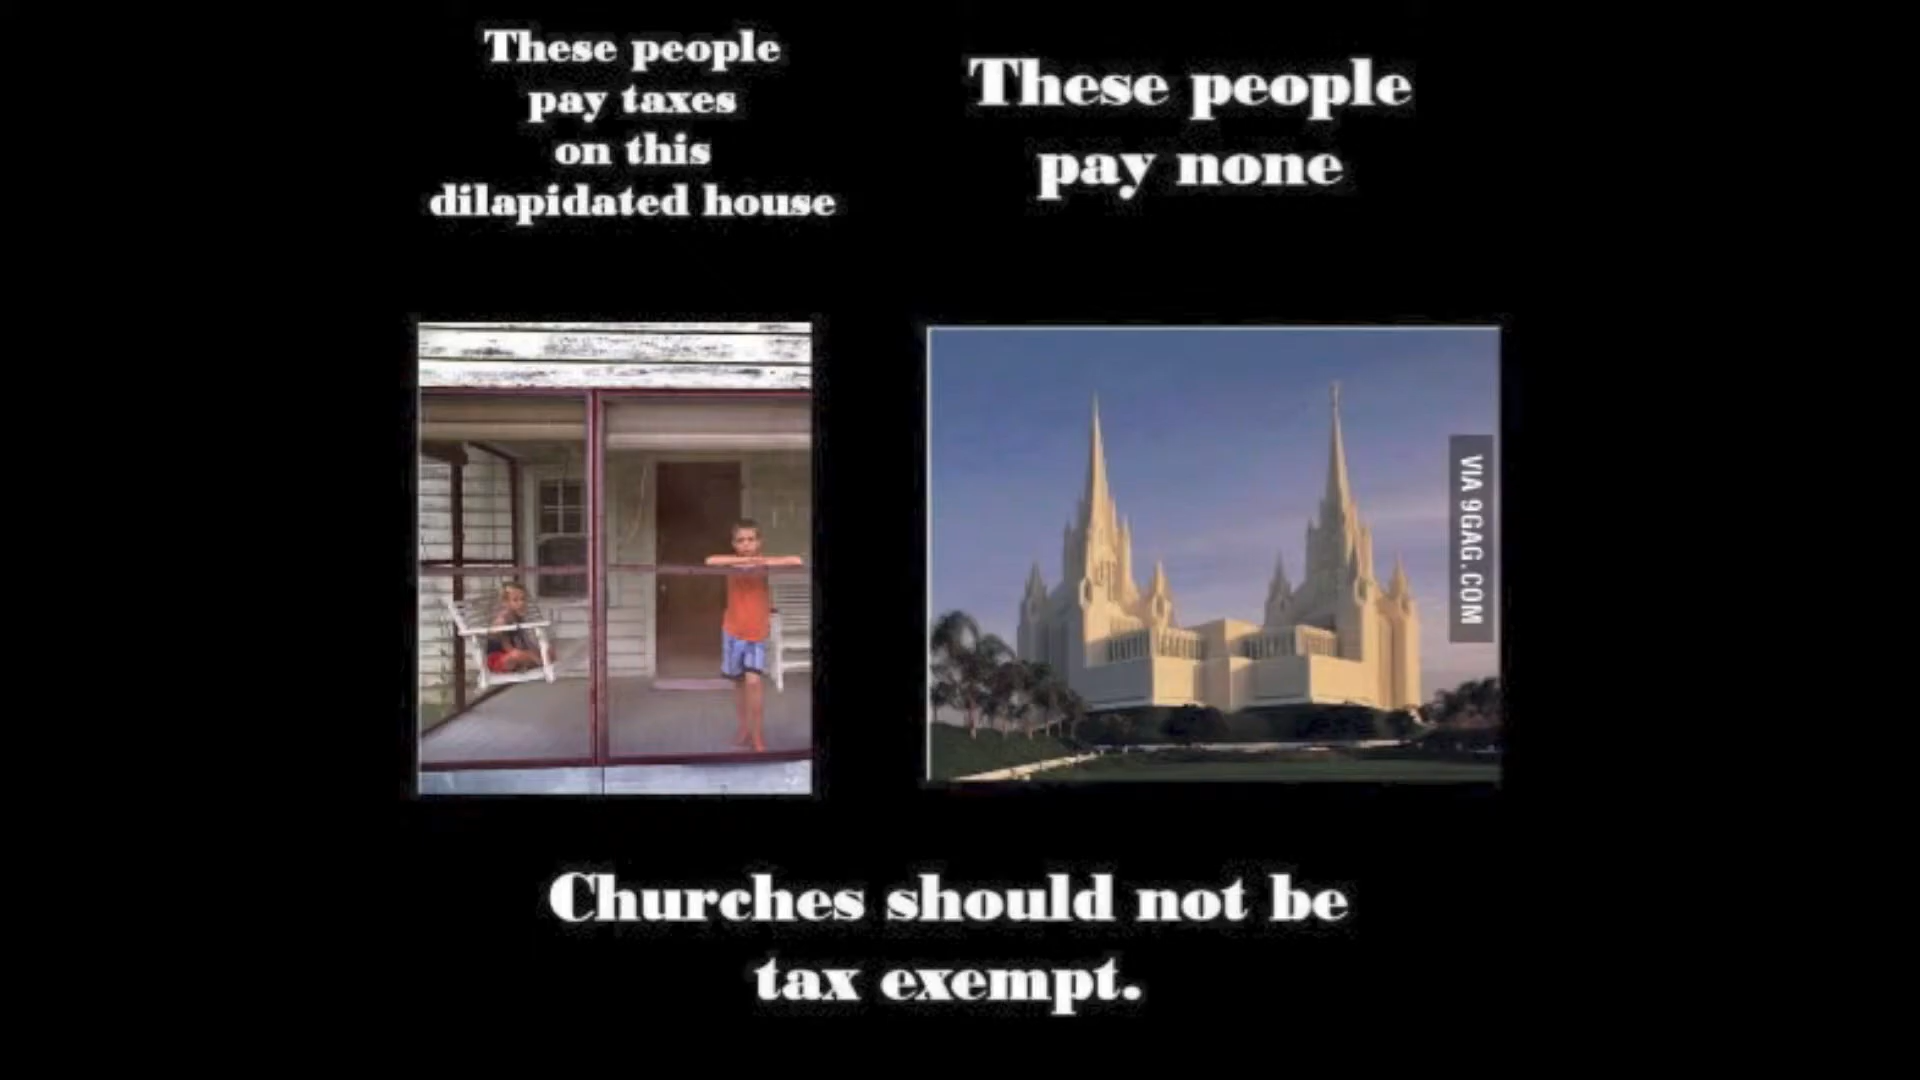 These people
pay taxes
on this
dilapidated house
These people
pay none
VIA 9GAG.COM
Churches should not be
tax exempt.